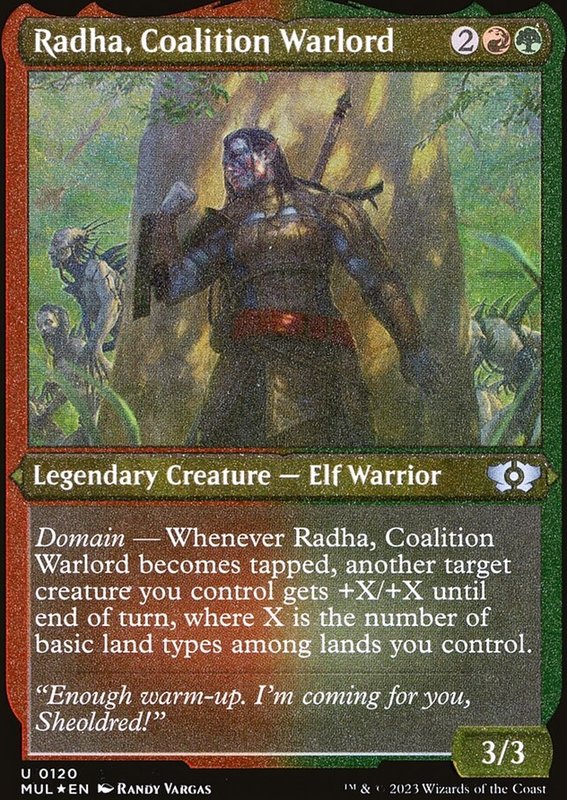 Radha, Coalition Warlord 2
Legendary Creature — Elf Warrior
Domain — Whenever Radha, Coalition
Warlord becomes tapped, another target
creature you control gets +X/+X until
end of turn, where X is the number of
basic land types among lands you control.
“Enough warm-up. I’m coming for you,
Sheoldred!”
3/3
U 0120
MUL★EN Randy Vargas
™ & © 2023 Wizards of the Coast